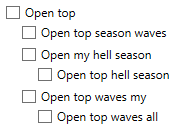 Open top
Open top season waves
Open my hell season
Open top hell season
Open top waves my
Open top waves all